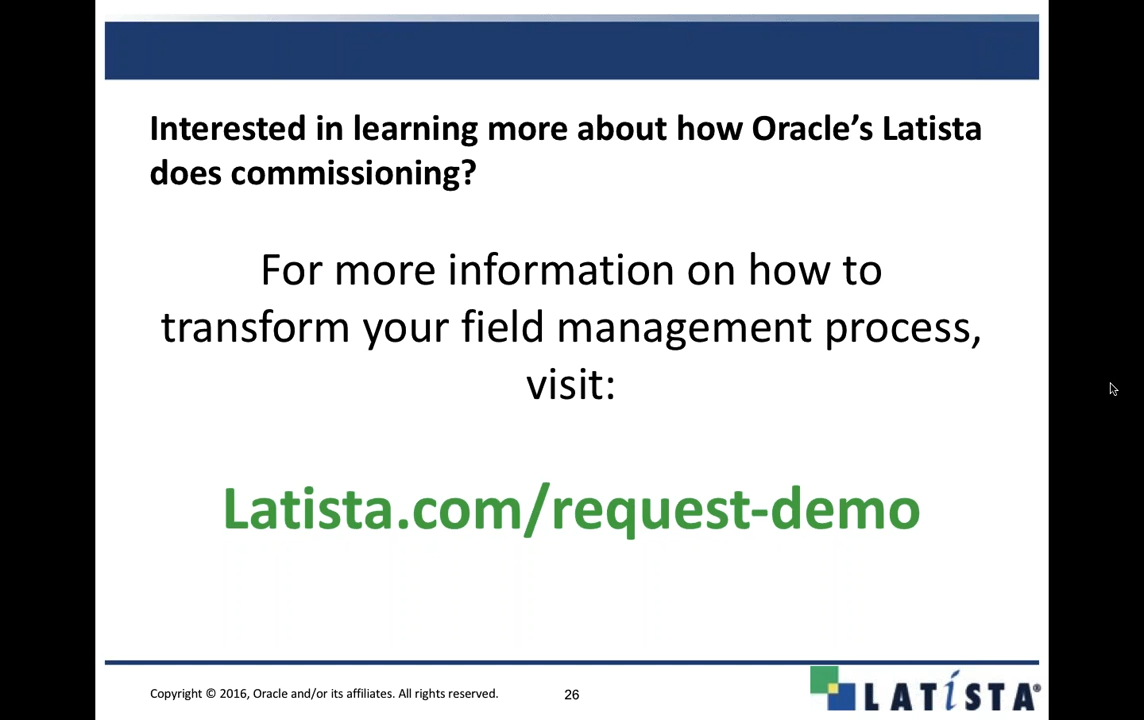 Interested in learning more about how Oracle’s Latista
does commissioning?
For more information on how to
transform your field management process,
visit:
Latista.com/request-demo
Copyright © 2016, Oracle and/or its affiliates. All rights reserved.
26
LATÍSTA®